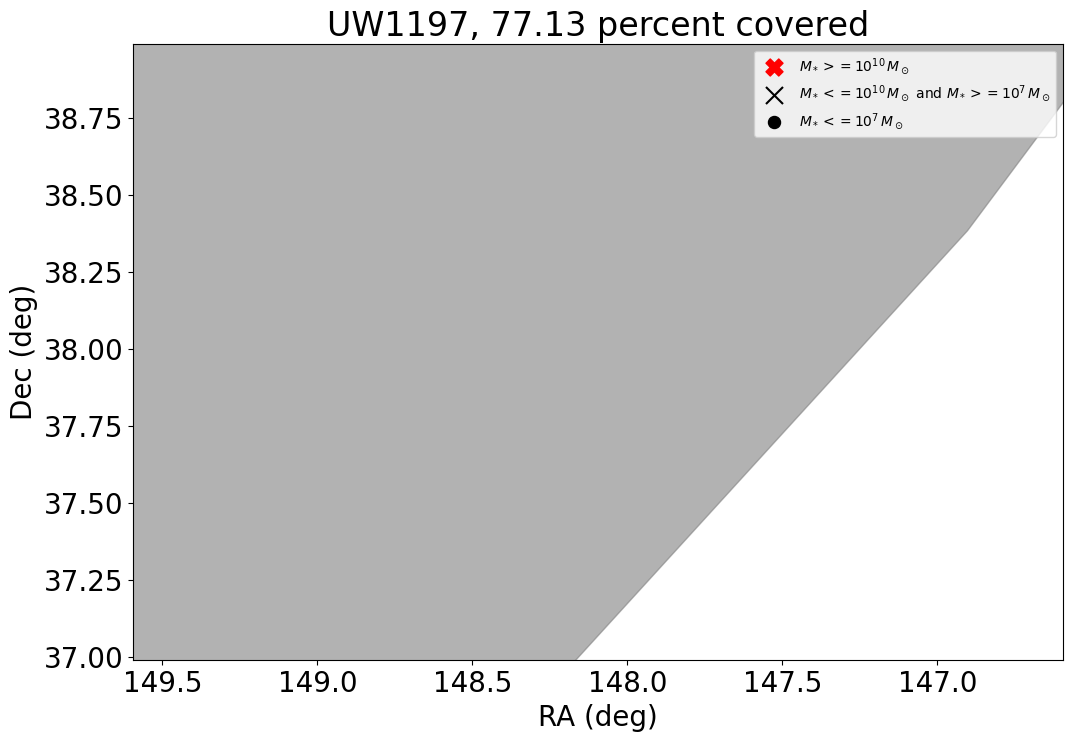 UW1197, 77.13 percent covered
M* >= 10^10 M⊙
M* <= 10^10 M⊙ and M* >= 10^7 M⊙
M* <= 10^7 M⊙
38.75
38.50
38.25
38.00
37.75
37.50
37.25
37.00
Dec (deg)
149.5 149.0 148.5 148.0 147.5 147.0
RA (deg)